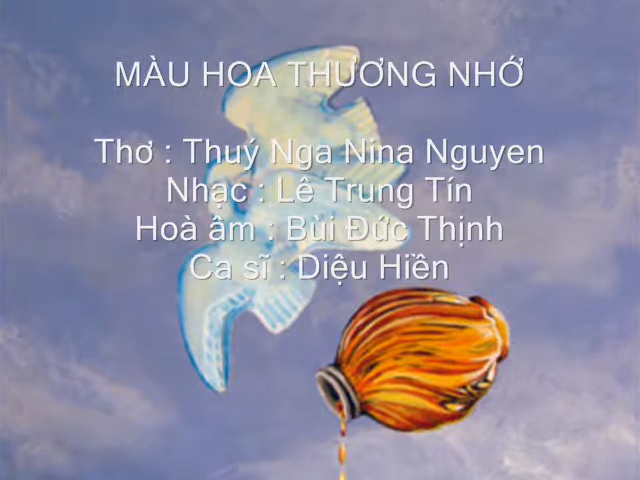 MÀU HOA THƯƠNG NHỚ
Thơ : Thuý Nga Nina Nguyen
Nhạc : Lê Trung Tín
Hoà âm : Bùi Đức Thịnh
Ca sĩ : Diệu Hiền